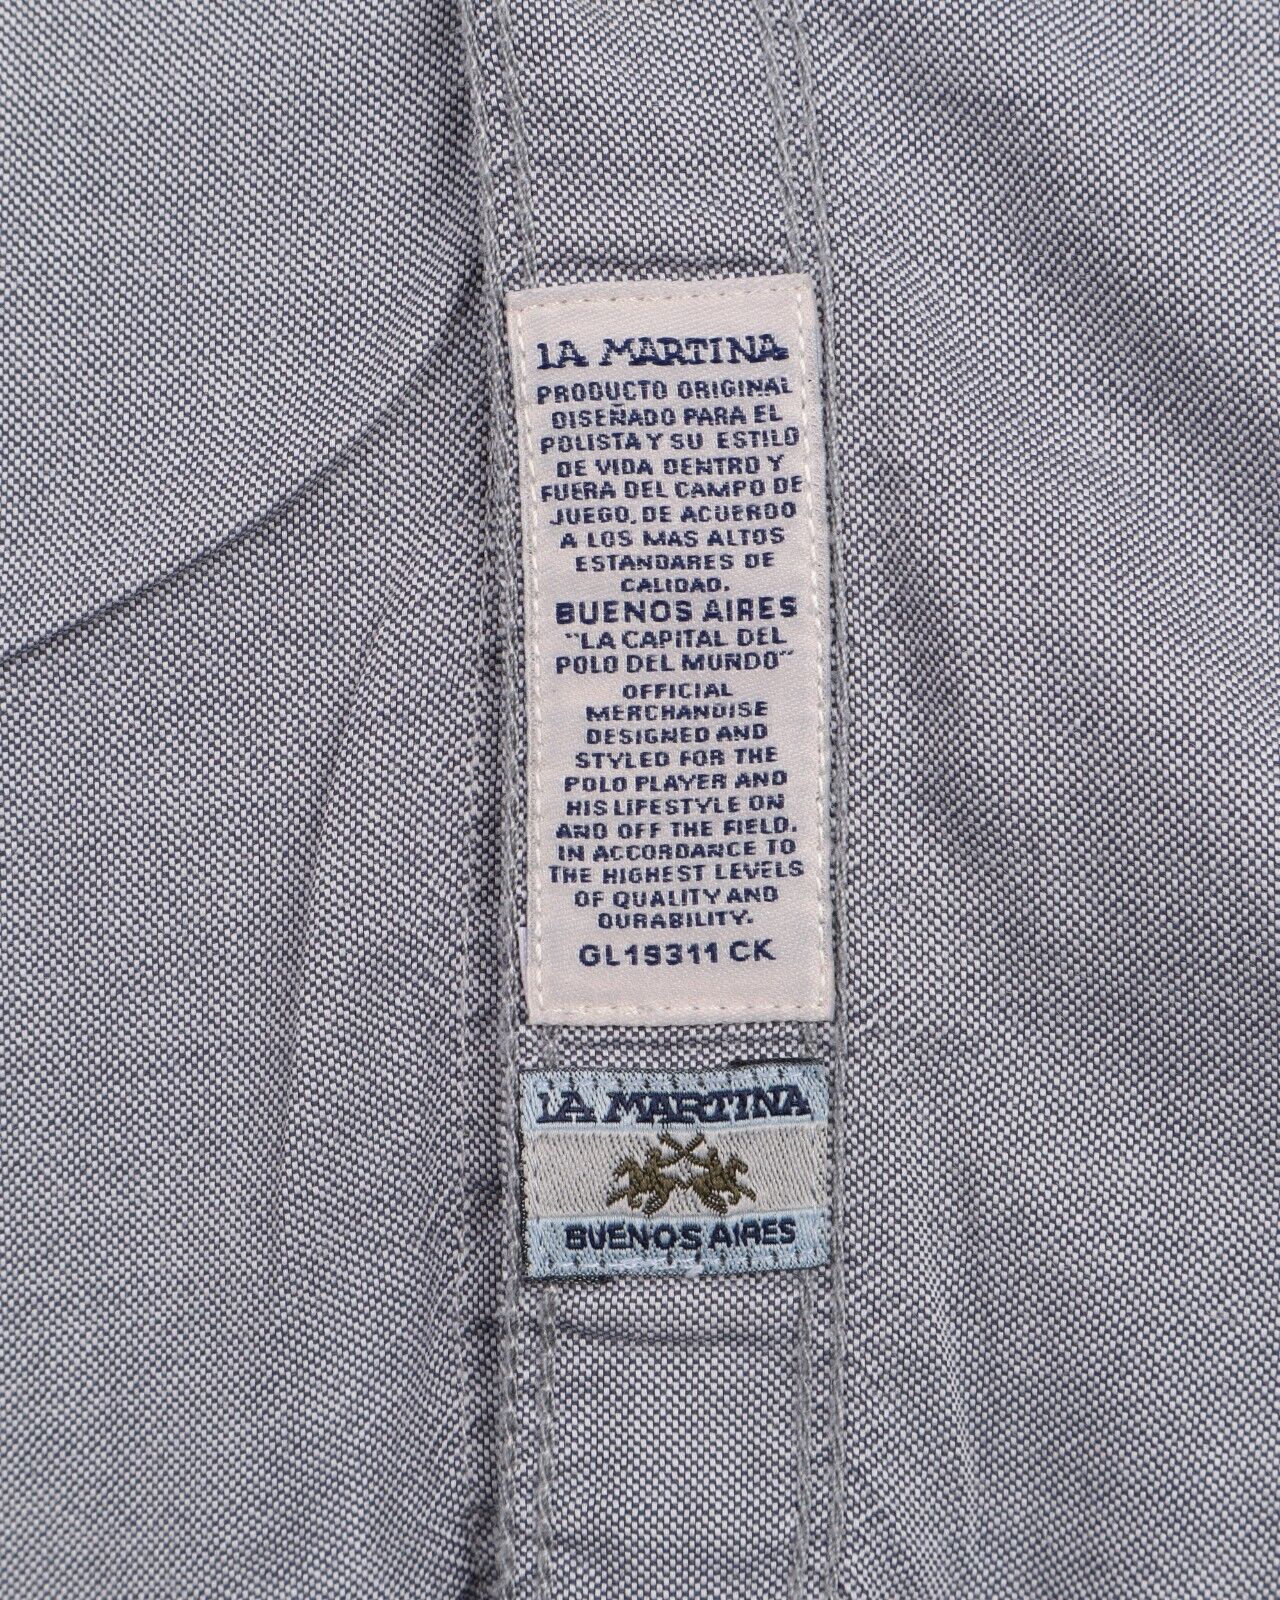 LA MARTINA
PRODUCTO ORIGINAL
DISEÑADO PARA EL
POLISTA Y SU ESTILO
DE VIDA DENTRO Y
FUERA DEL CAMPO DE
JUEGO, DE ACUERDO
A LOS MAS ALTOS
ESTANDARES DE
CALIDAD.
BUENOS AIRES
"LA CAPITAL DEL
POLO DEL MUNDO"
OFFICIAL
MERCHANDISE
DESIGNED AND
STYLED FOR THE
POLO PLAYER AND
HIS LIFESTYLE ON
AND OFF THE FIELD.
IN ACCORDANCE TO
THE HIGHEST LEVELS
OF QUALITY AND
DURABILITY.
GL19311 CK
LA MARTINA
BUENOS AIRES